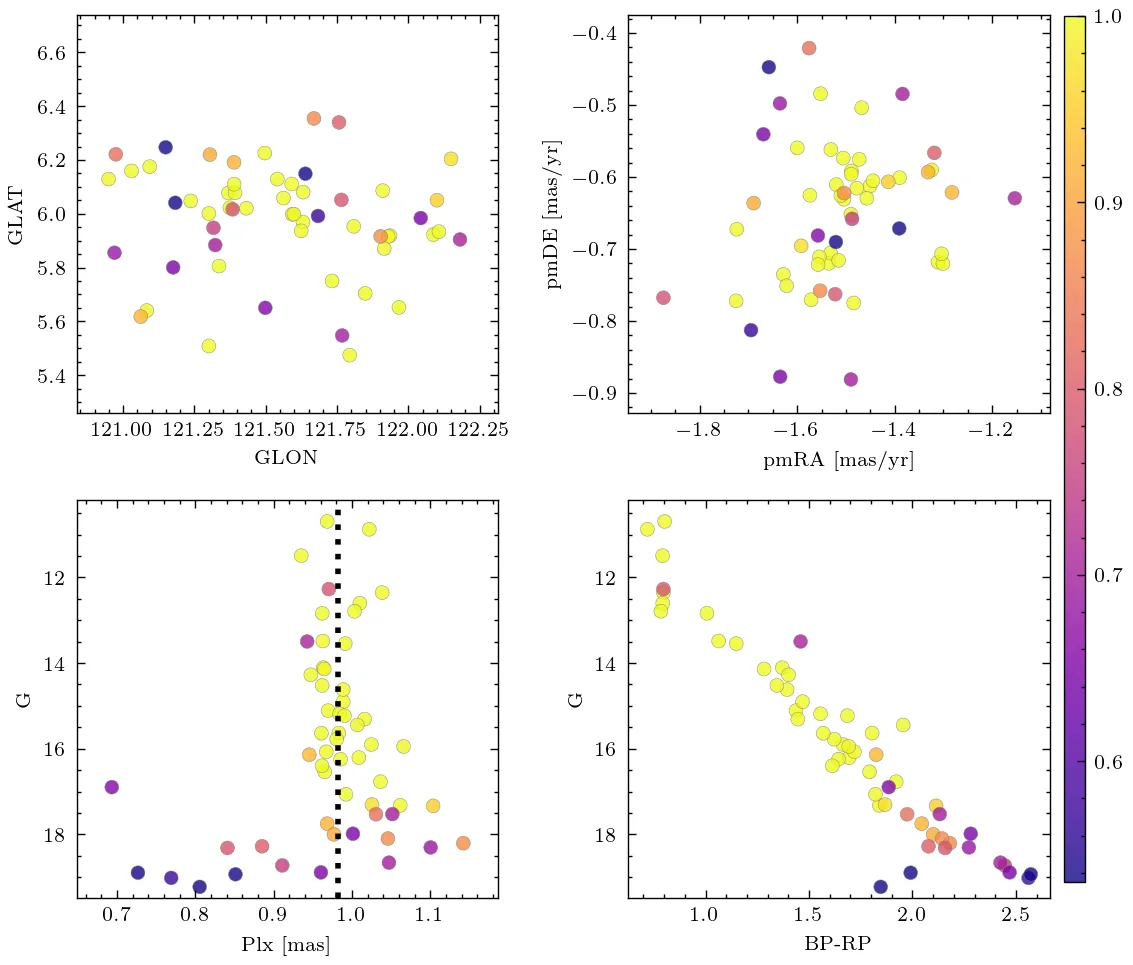 6.6
6.4
6.2
6.0
5.8
5.6
5.4
GLAT
121.00 121.25 121.50 121.75 122.00 122.25
GLON
−0.4
−0.5
−0.6
−0.7
−0.8
−0.9
pmDE [mas/yr]
−1.8 −1.6 −1.4 −1.2
pmRA [mas/yr]
1.0
0.9
0.8
0.7
0.6
12
14
16
18
G
0.7 0.8 0.9 1.0 1.1
Plx [mas]
12
14
16
18
G
1.0 1.5 2.0 2.5
BP-RP